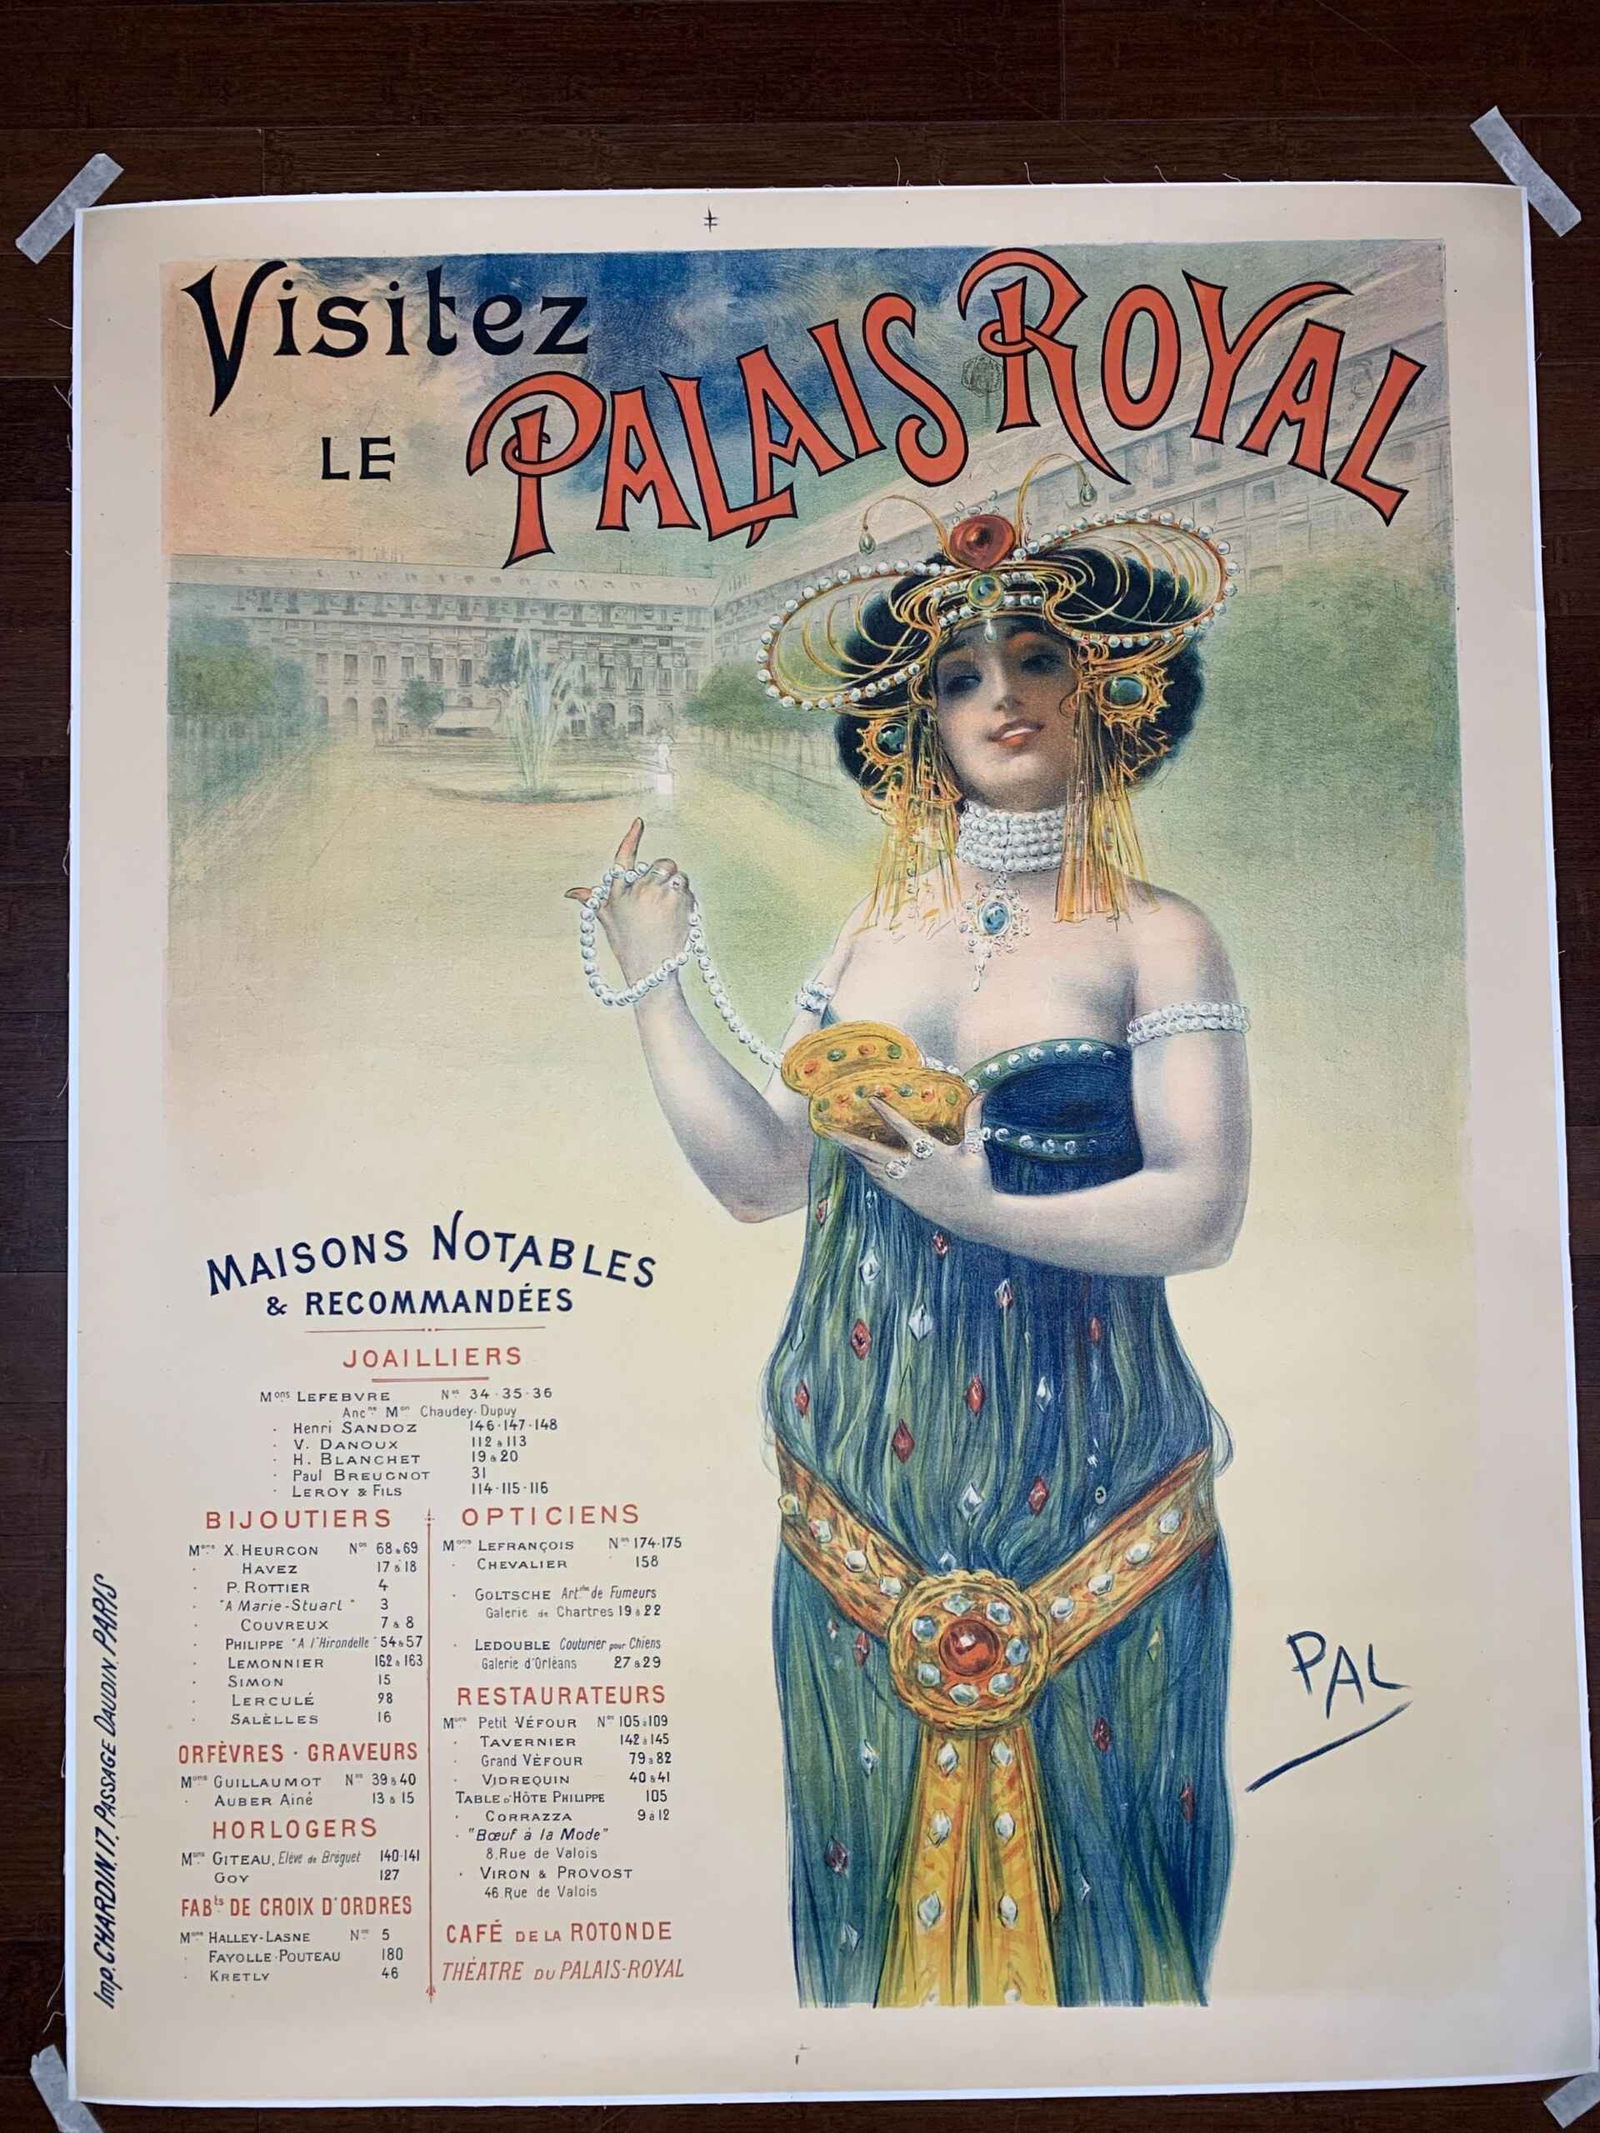 Visitez
LE PALAIS ROYAL
MAISONS NOTABLES
& RECOMMANDÉES
JOAILLIERS
Mons LEFEBVRE Nos 34-35-36
Ancne Mon Chaudey-Dupuy
· Henri SANDOZ 146-147-148
· V. DANOUX 112 à 113
· H. BLANCHET 19 à 20
· Paul BREUGNOT 31
· LEROY & FILS 114-115-116
BIJOUTIERS
Mons X. HEURGON Nos 68 à 69
· HAVEZ 17 à 18
· P. ROTTIER 4
· "A Marie-Stuart" 3
· COUVREUX 7 à 8
· PHILIPPE "A l'Hirondelle" 54 à 57
· LEMONNIER 162 à 163
· SIMON 15
· LERCULÉ 98
· SALÈLLES 16
ORFÈVRES · GRAVEURS
Mons GUILLAUMOT Nos 39 à 40
· AUBER Ainé 13 à 15
HORLOGERS
Mons GITEAU, Elève de Bréguet 140-141
GOY 127
FABts DE CROIX D'ORDRES
Mons HALLEY-LASNE Nos 5
· FAYOLLE-POUTEAU 180
· KRETLY 46
OPTICIENS
Mons LEFRANÇOIS Nos 174-175
· CHEVALIER 158
· GOLTSCHE Artcles de Fumeurs
Galerie de Chartres 19 à 22
· LEDOUBLE Couturier pour Chiens
Galerie d'Orléans 27 à 29
RESTAURATEURS
Mons Petit VÉFOUR Nos 105 à 109
· TAVERNIER 142 à 145
· Grand VÉFOUR 79 à 82
· VIDREQUIN 40 à 41
TABLE D'HÔTE PHILIPPE 105
· CORRAZZA 9 à 12
· "Bœuf à la Mode"
8, Rue de Valois
· VIRON & PROVOST
46, Rue de Valois
CAFÉ DE LA ROTONDE
THÉATRE DU PALAIS-ROYAL
PAL
Imp. CHARDIN, 17, PASSAGE DAUDIN, PARIS